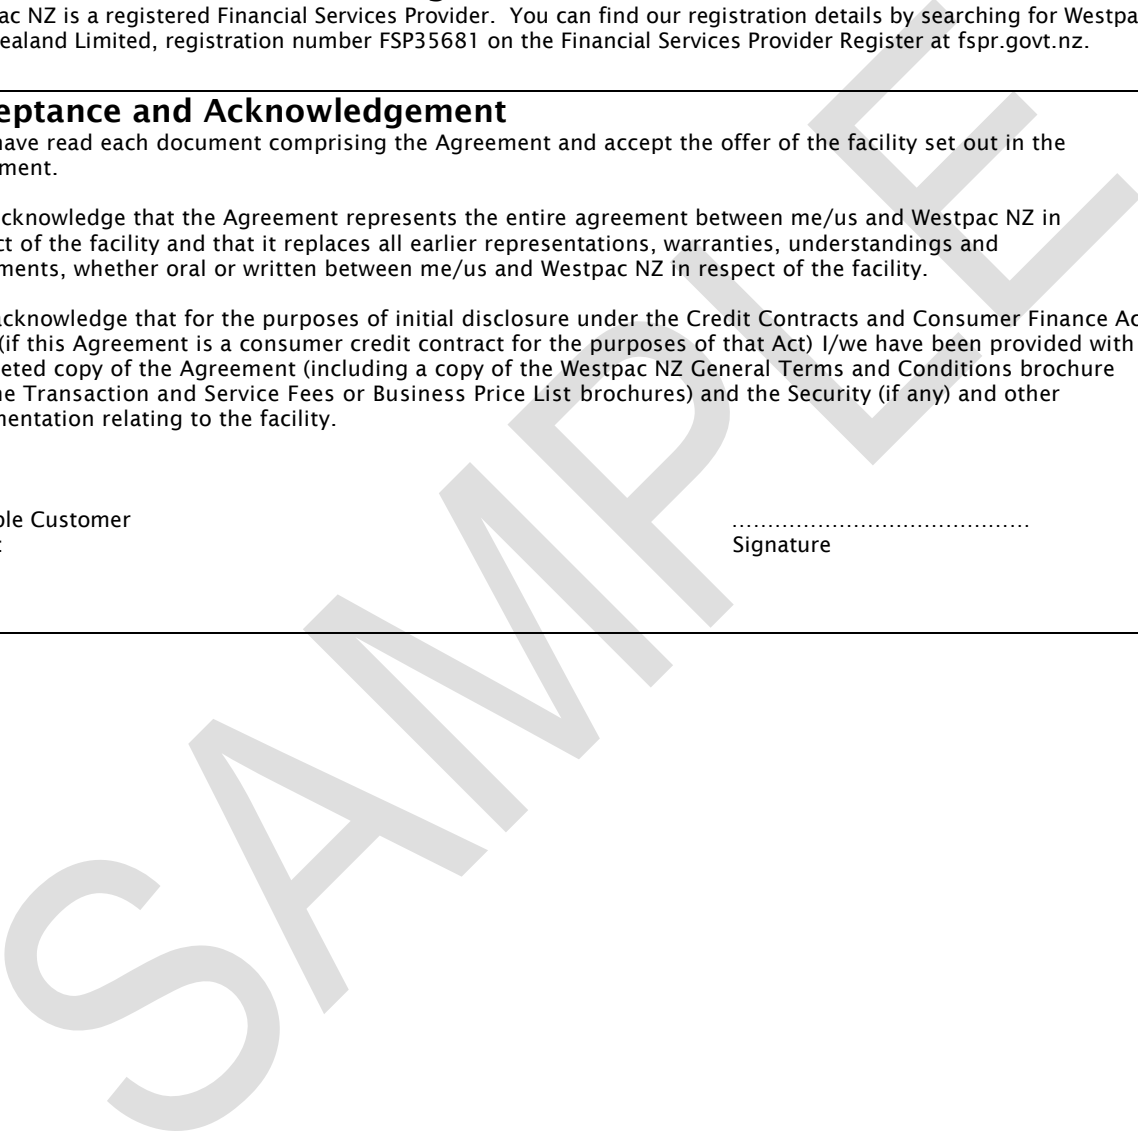 ac NZ is a registered Financial Services Provider. You can find our registration details by searching for Westpa
ealand Limited, registration number FSP35681 on the Financial Services Provider Register at fspr.govt.nz.
eptance and Acknowledgement
have read each document comprising the Agreement and accept the offer of the facility set out in the
ment.
cknowledge that the Agreement represents the entire agreement between me/us and Westpac NZ in
ct of the facility and that it replaces all earlier representations, warranties, understandings and
ments, whether oral or written between me/us and Westpac NZ in respect of the facility.
acknowledge that for the purposes of initial disclosure under the Credit Contracts and Consumer Finance Ac
(if this Agreement is a consumer credit contract for the purposes of that Act) I/we have been provided with
eted copy of the Agreement (including a copy of the Westpac NZ General Terms and Conditions brochure
he Transaction and Service Fees or Business Price List brochures) and the Security (if any) and other
mentation relating to the facility.
ple Customer
……………………………………
Signature
SAMPLE